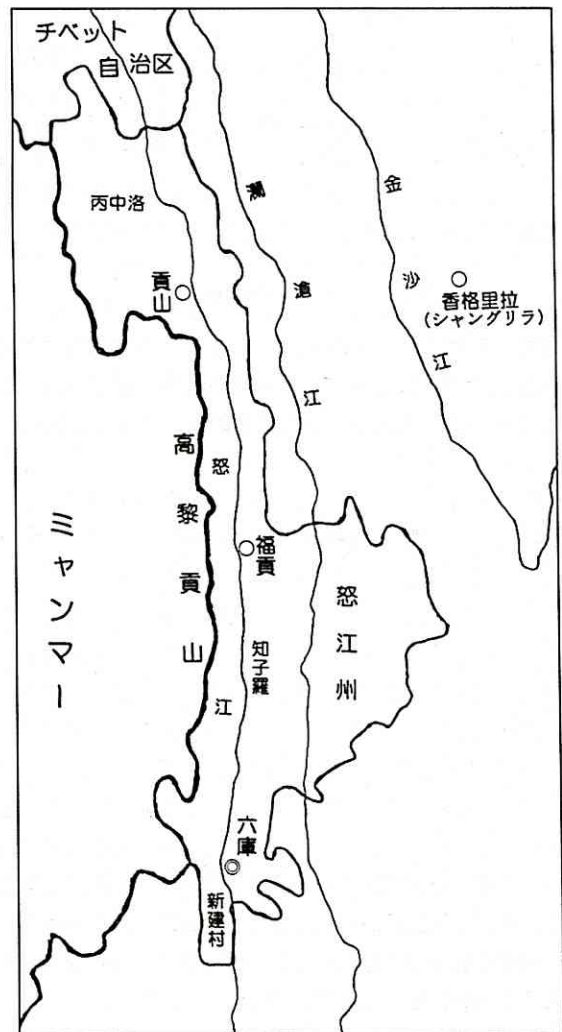 チベット
自治区
丙中洛
貢山
瀾滄江
金沙江
香格里拉
(シャングリラ)
高黎貢山
怒江
福貢
ミャンマー
知子羅
怒江州
六庫
新建村